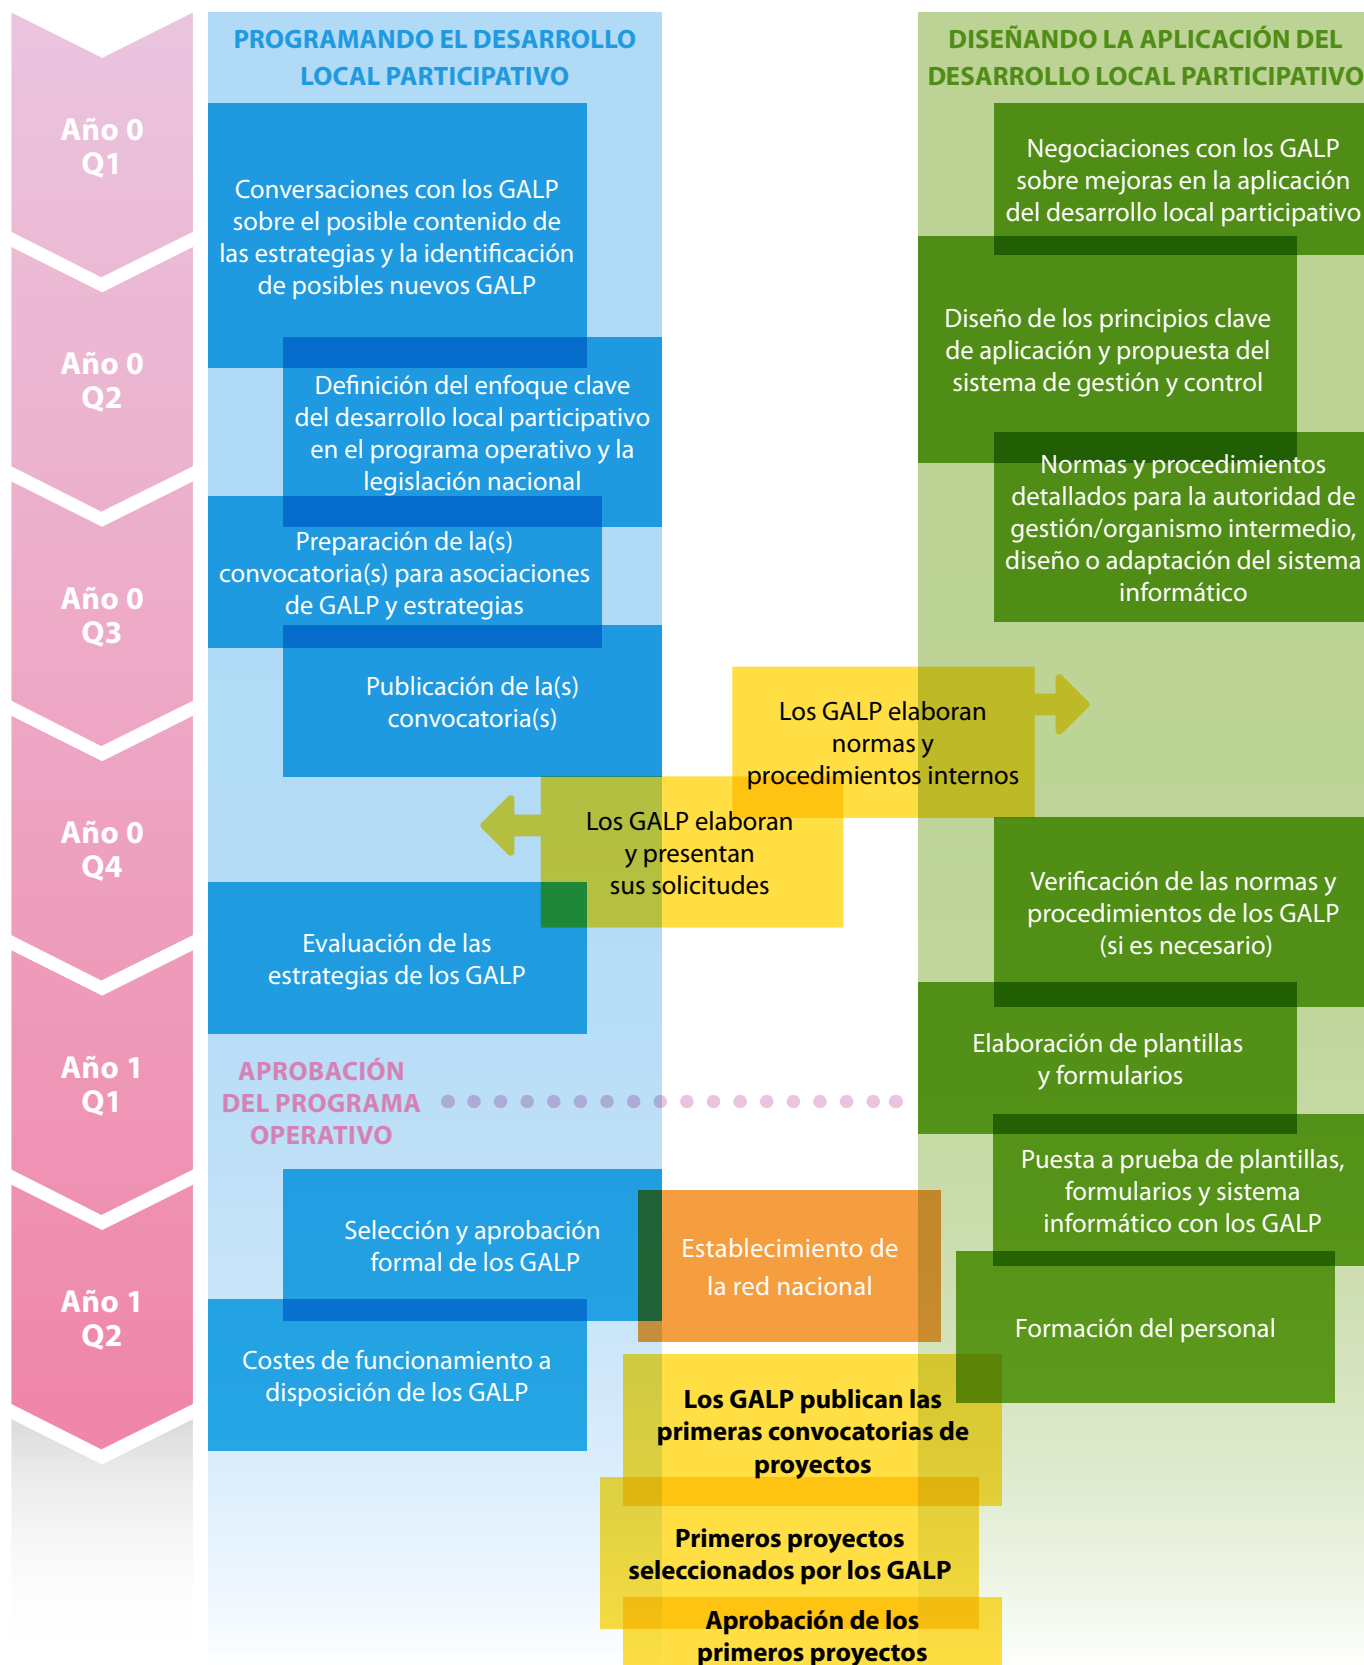 Año 0
Q1
Año 0
Q2
Año 0
Q3
Año 0
Q4
Año 1
Q1
Año 1
Q2
PROGRAMANDO EL DESARROLLO
LOCAL PARTICIPATIVO
Conversaciones con los GALP
sobre el posible contenido de
las estrategias y la identificación
de posibles nuevos GALP
Definición del enfoque clave
del desarrollo local participativo
en el programa operativo y la
legislación nacional
Preparación de la(s)
convocatoria(s) para asociaciones
de GALP y estrategias
Publicación de la(s)
convocatoria(s)
Evaluación de las
estrategias de los GALP
APROBACIÓN
DEL PROGRAMA
OPERATIVO
Selección y aprobación
formal de los GALP
Costes de funcionamiento a
disposición de los GALP
Los GALP elaboran
normas y
procedimientos internos
Los GALP elaboran
y presentan
sus solicitudes
Establecimiento de
la red nacional
Los GALP publican las
primeras convocatorias de
proyectos
Primeros proyectos
seleccionados por los GALP
Aprobación de los
primeros proyectos
DISEÑANDO LA APLICACIÓN DEL
DESARROLLO LOCAL PARTICIPATIVO
Negociaciones con los GALP
sobre mejoras en la aplicación
del desarrollo local participativo
Diseño de los principios clave
de aplicación y propuesta del
sistema de gestión y control
Normas y procedimientos
detallados para la autoridad de
gestión/organismo intermedio,
diseño o adaptación del sistema
informático
Verificación de las normas y
procedimientos de los GALP
(si es necesario)
Elaboración de plantillas
y formularios
Puesta a prueba de plantillas,
formularios y sistema
informático con los GALP
Formación del personal